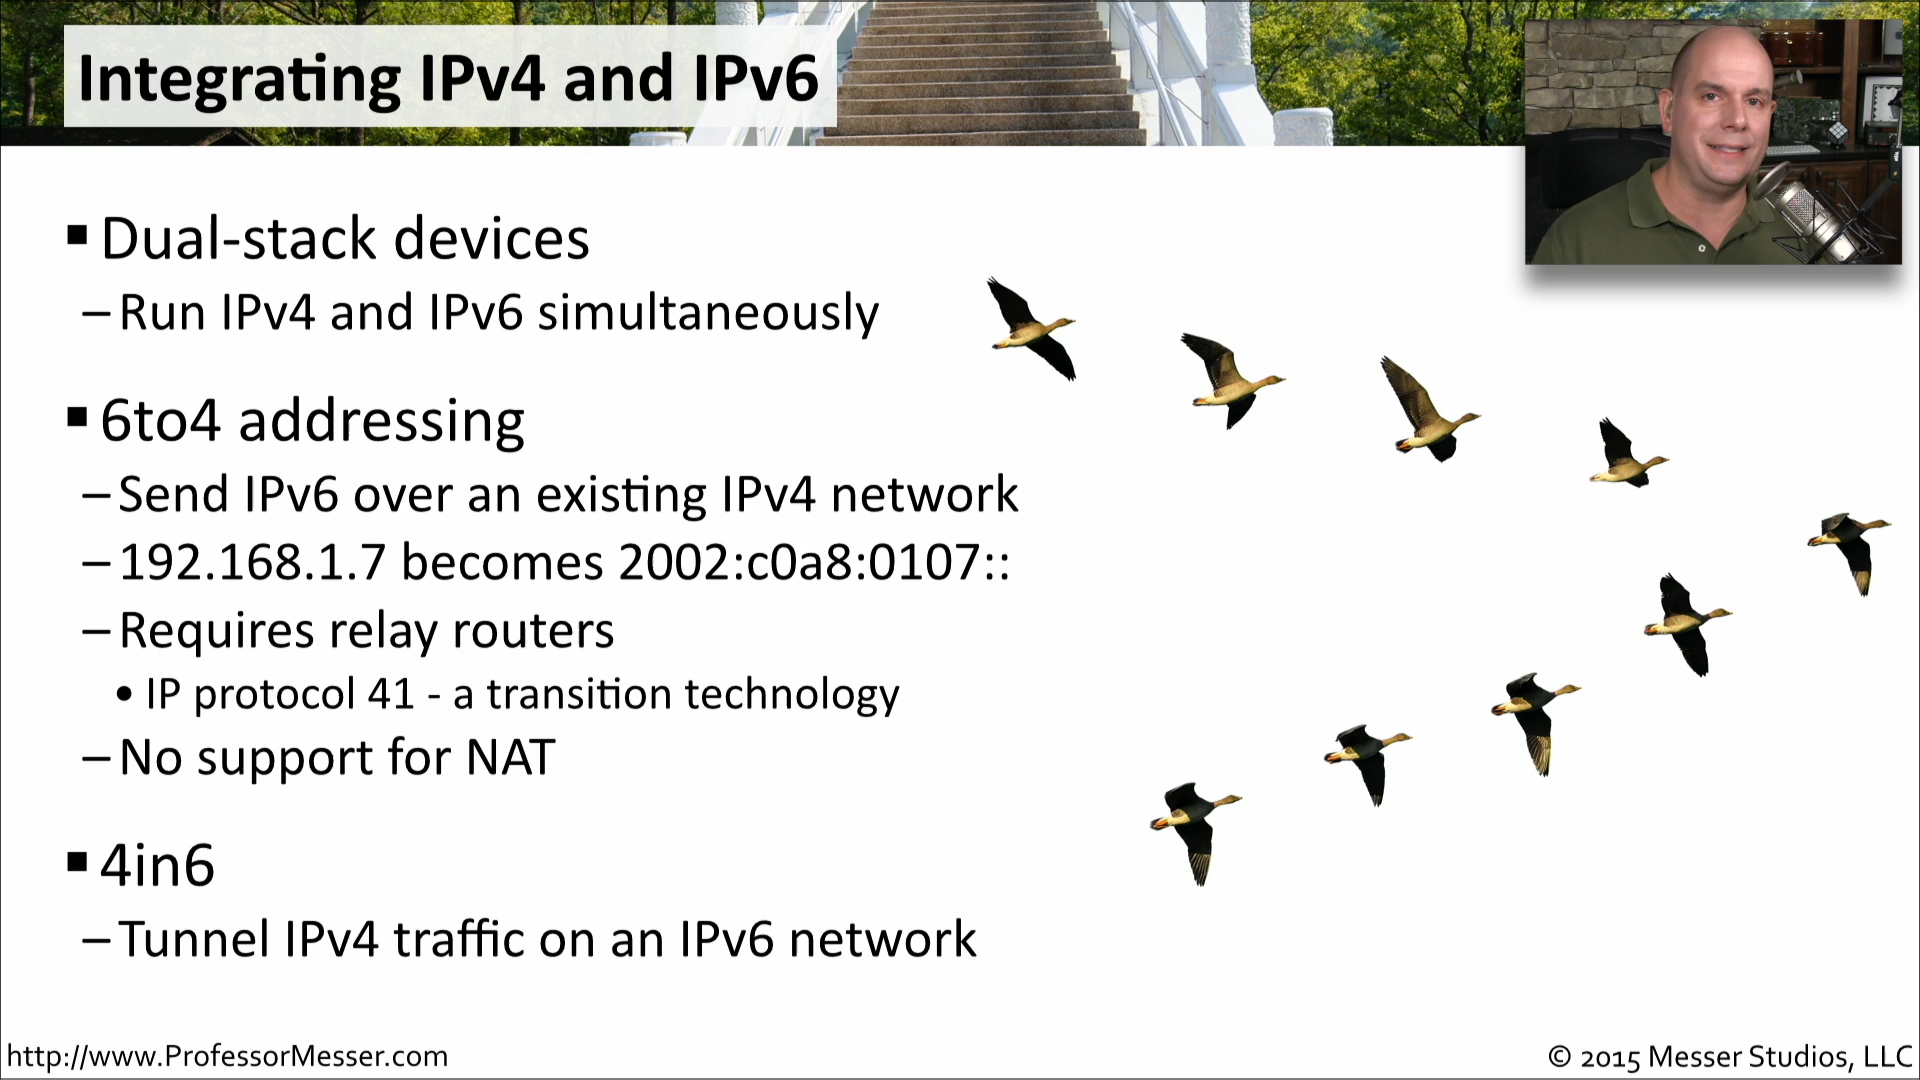 Integrating IPv4 and IPv6
▪ Dual-stack devices
– Run IPv4 and IPv6 simultaneously
▪ 6to4 addressing
– Send IPv6 over an existing IPv4 network
– 192.168.1.7 becomes 2002:c0a8:0107::
– Requires relay routers
• IP protocol 41 - a transition technology
– No support for NAT
▪ 4in6
– Tunnel IPv4 traffic on an IPv6 network
http://www.ProfessorMesser.com
© 2015 Messer Studios, LLC